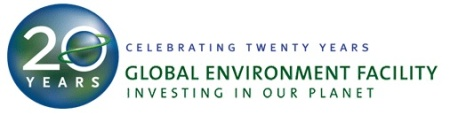 20
YEARS
CELEBRATING TWENTY YEARS
GLOBAL ENVIRONMENT FACILITY
INVESTING IN OUR PLANET